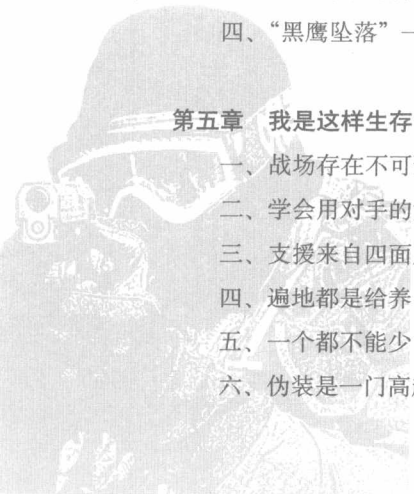 四、“黑鹰坠落”
第五章 我是这样生存
一、战场存在不可
二、学会用对手的
三、支援来自四面
四、遍地都是给养
五、一个都不能少
六、伪装是一门高